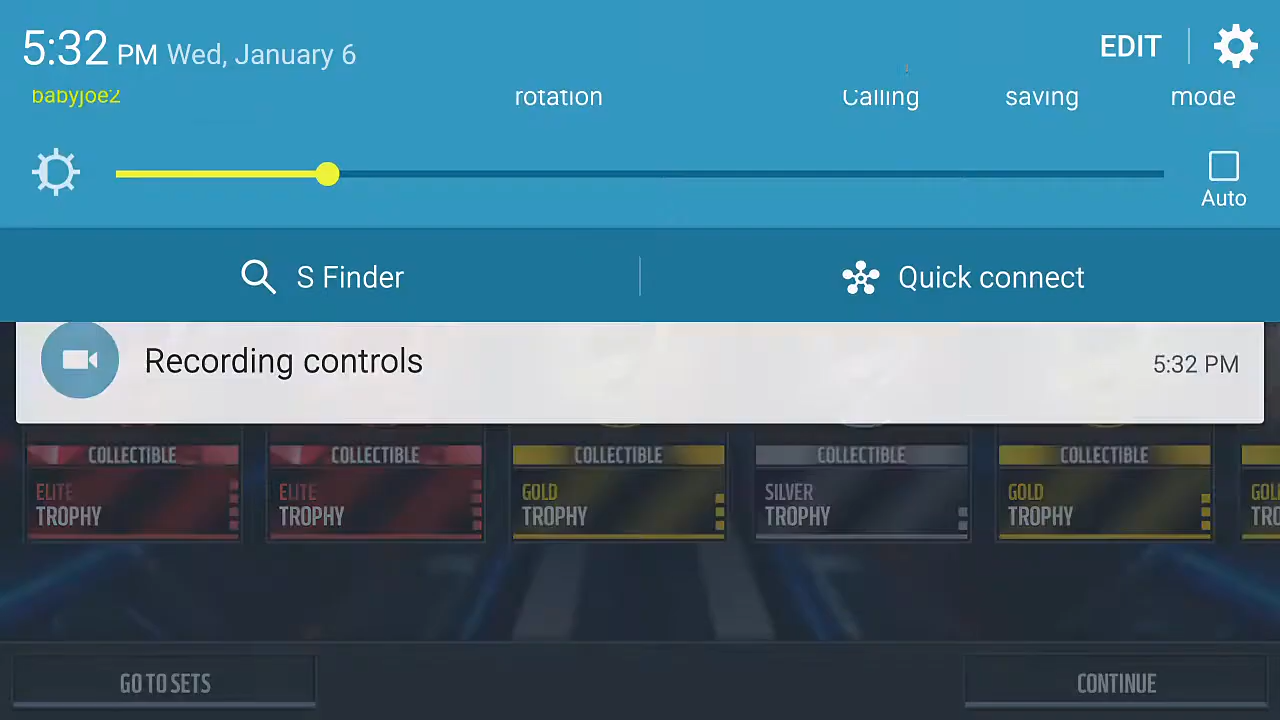 5:32 PM Wed, January 6
EDIT
babyjoe2
rotation
Calling
saving
mode
Auto
S Finder
Quick connect
Recording controls
5:32 PM
COLLECTIBLE
COLLECTIBLE
COLLECTIBLE
COLLECTIBLE
COLLECTIBLE
ELITE
TROPHY
ELITE
TROPHY
GOLD
TROPHY
SILVER
TROPHY
GOLD
TROPHY
GO TO SETS
CONTINUE